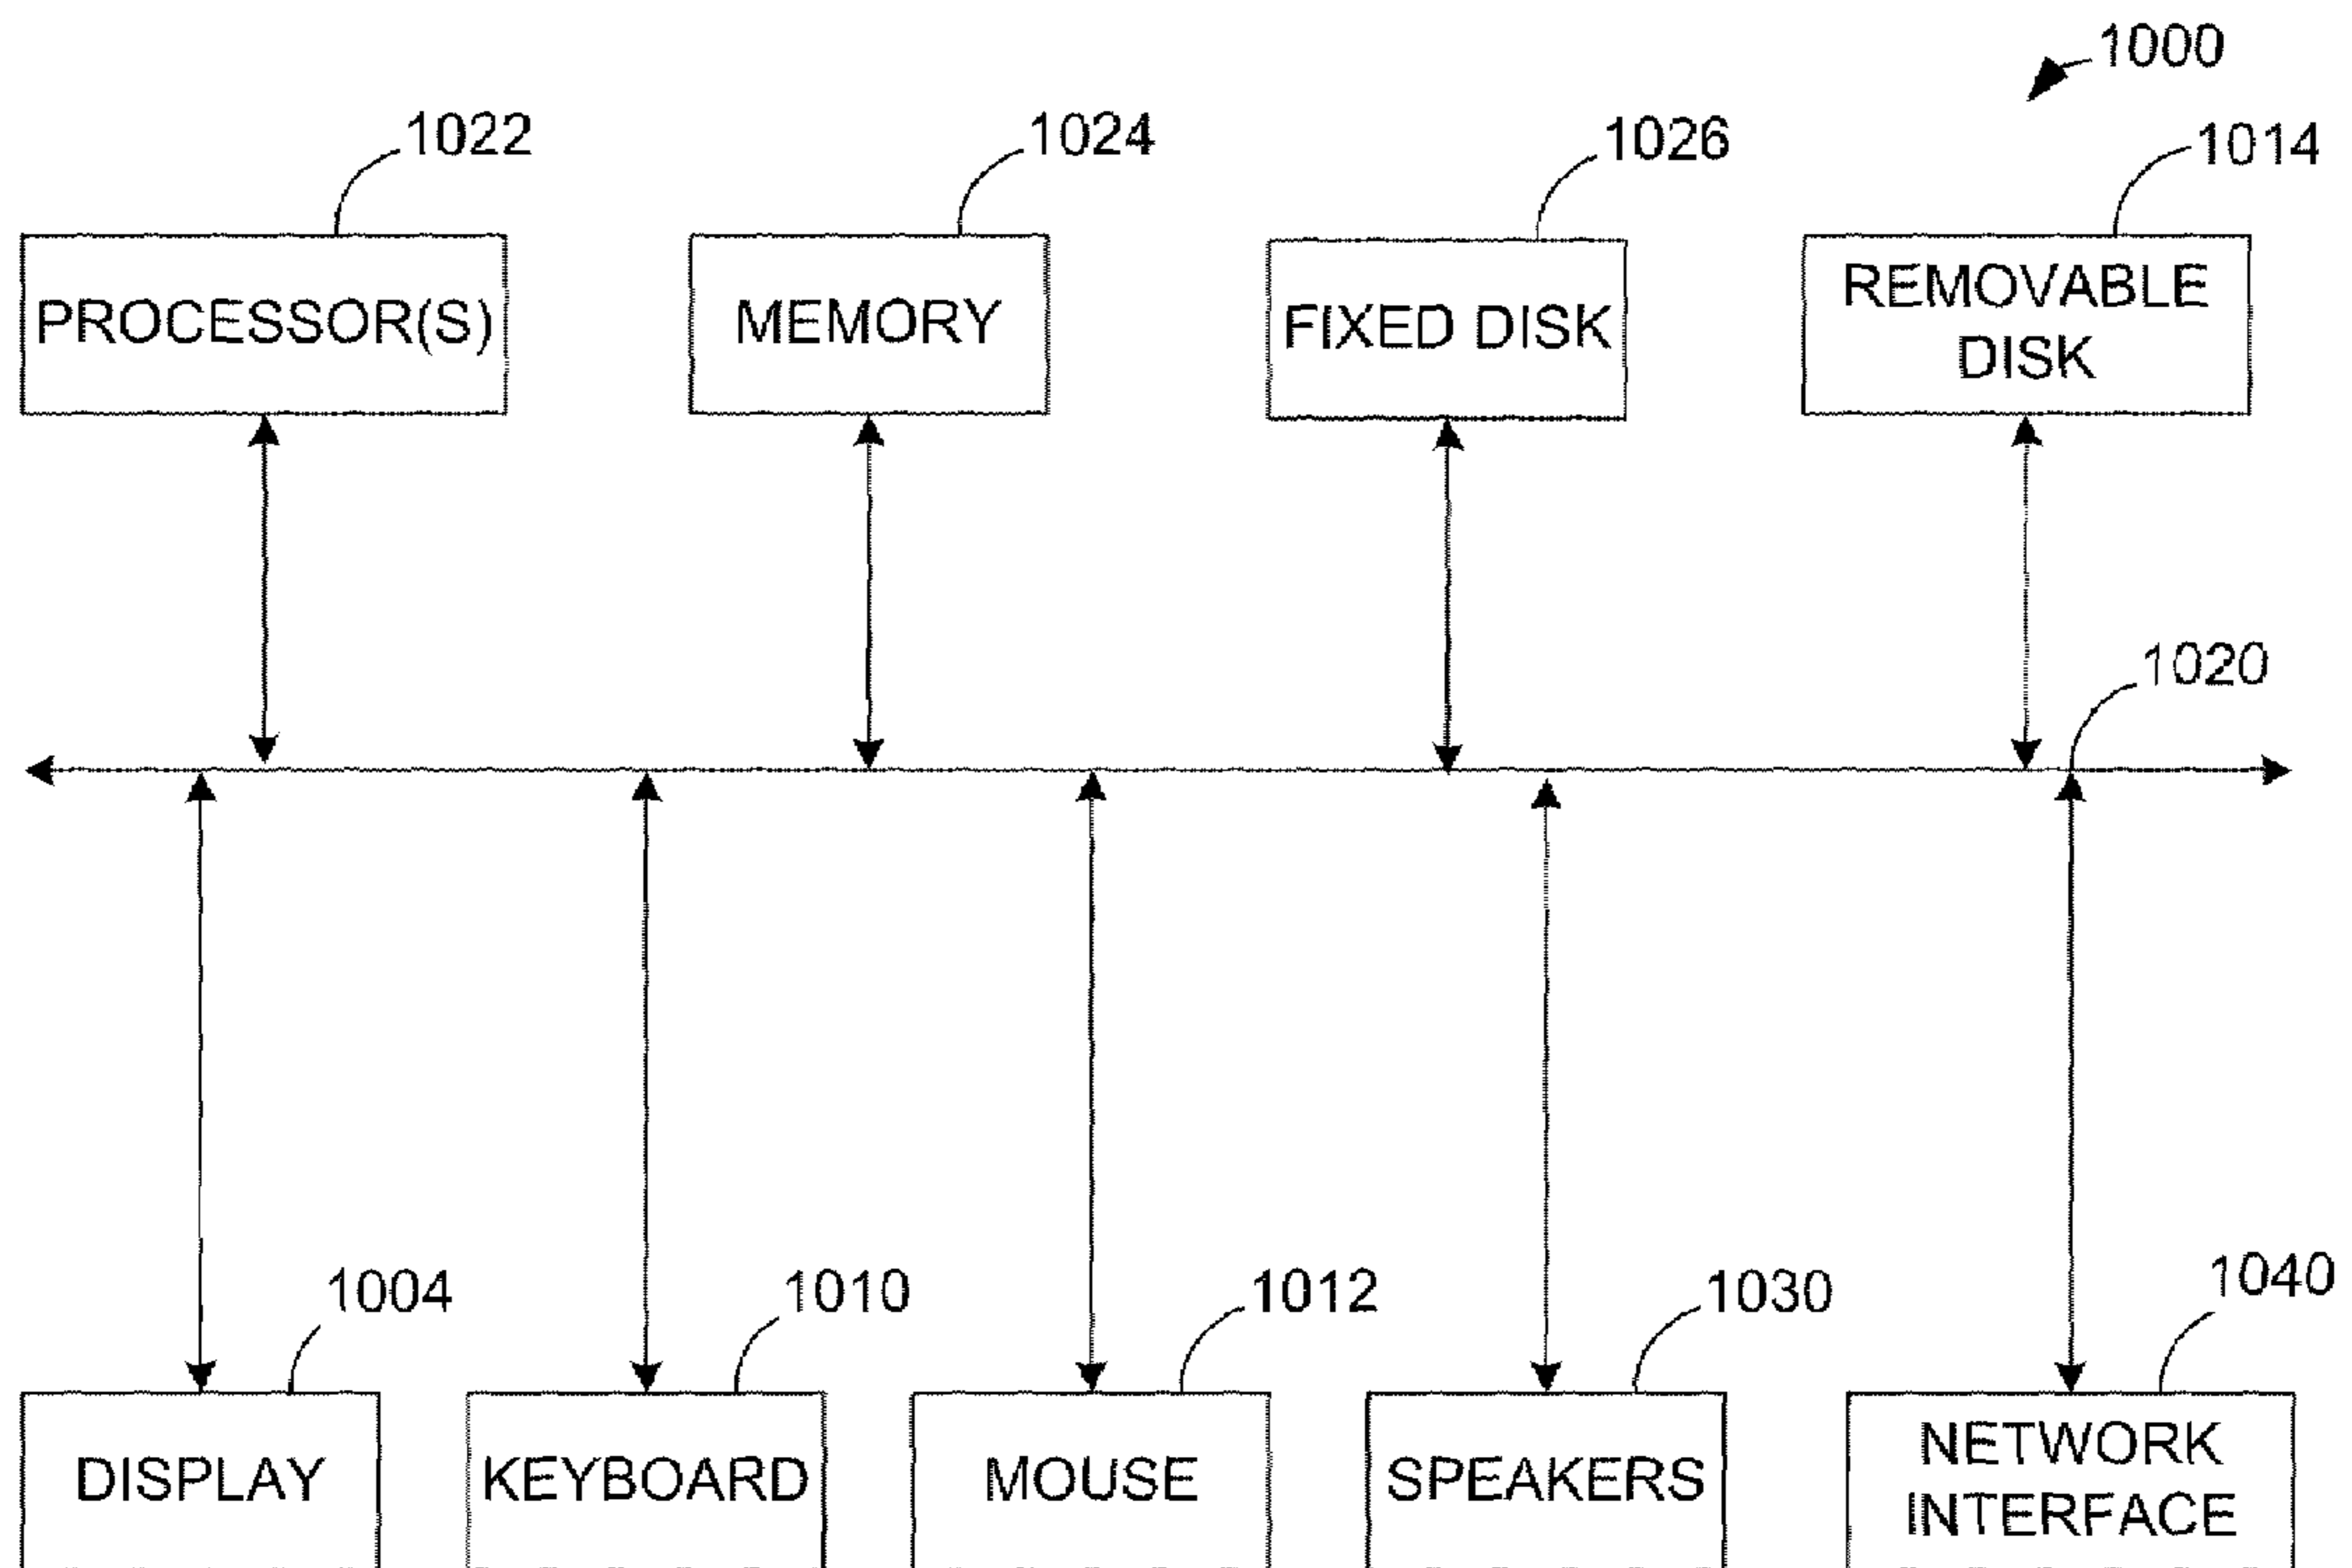 1000
1022
1024
1026
1014
PROCESSOR(S)
MEMORY
FIXED DISK
REMOVABLE
DISK
1020
1004
1010
1012
1030
1040
DISPLAY
KEYBOARD
MOUSE
SPEAKERS
NETWORK
INTERFACE